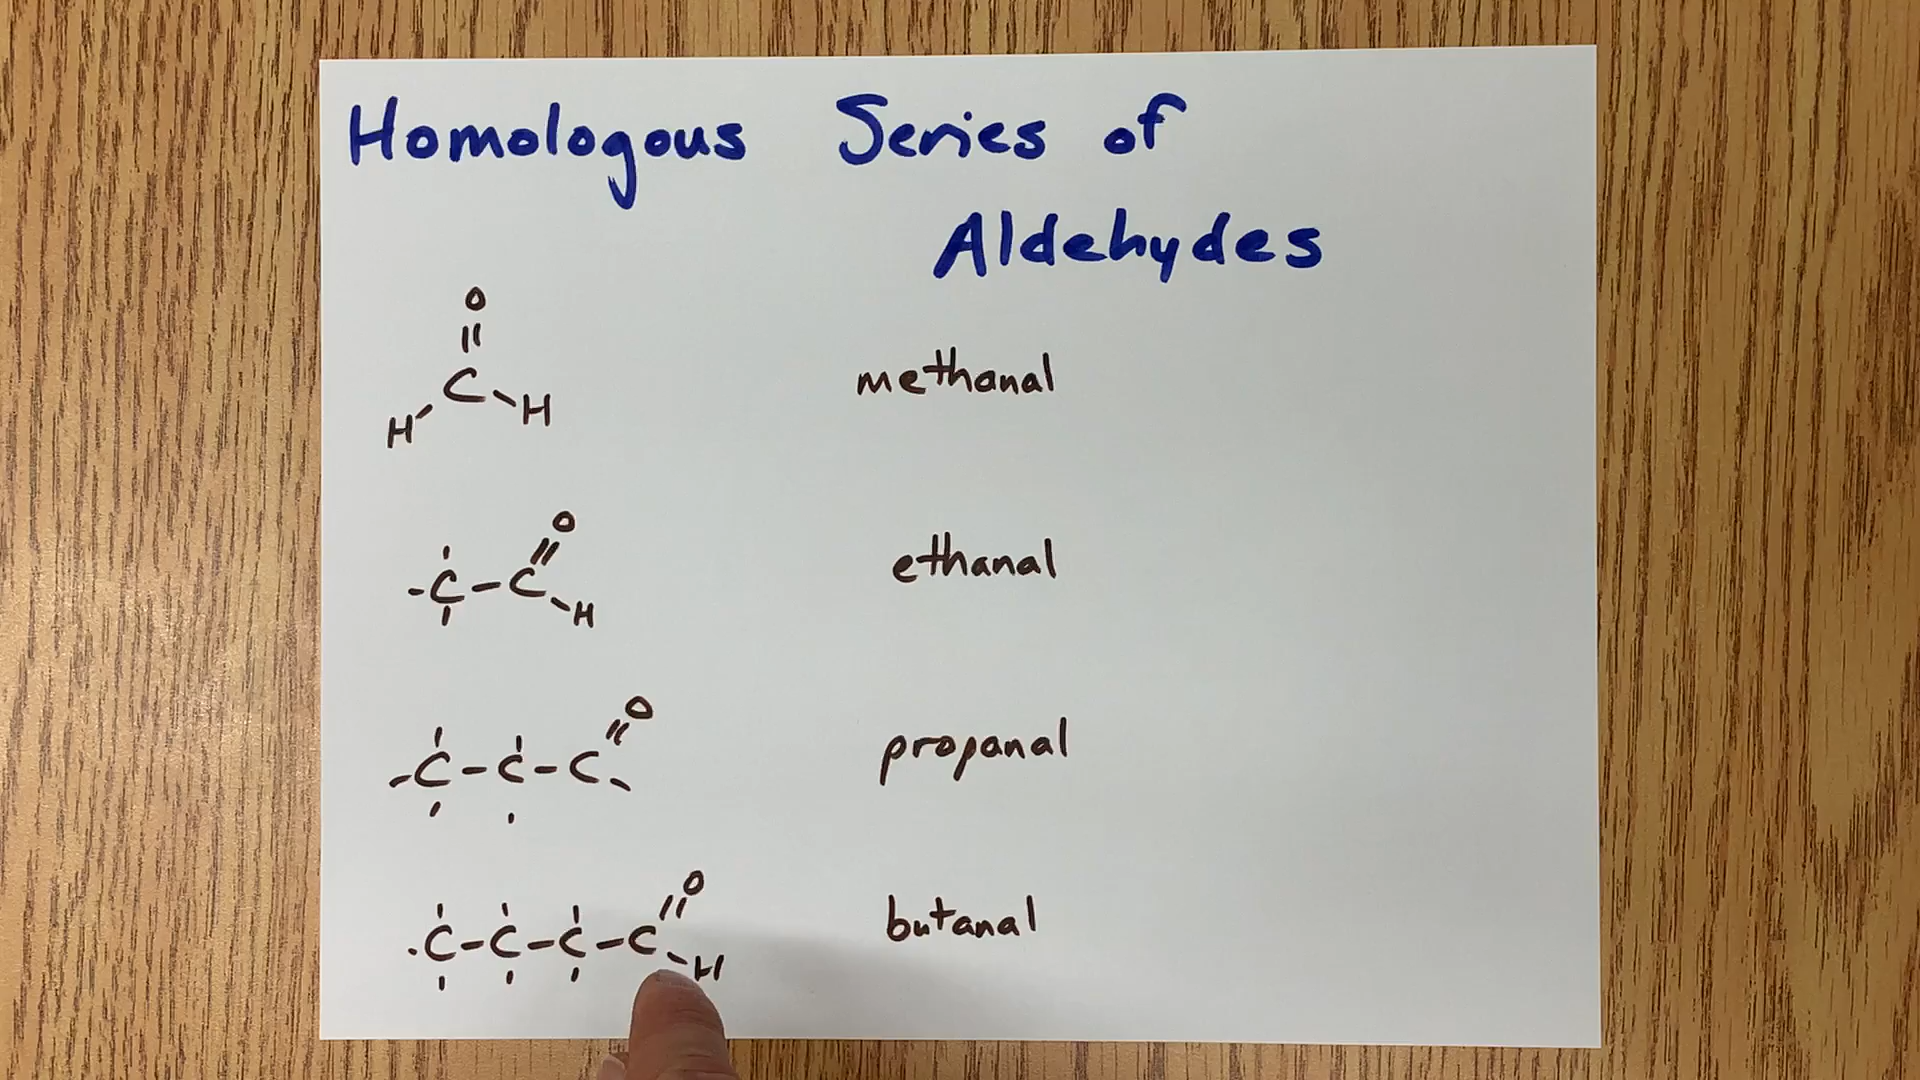 Homologous Series of
Aldehydes
O
||
C
H H
methanal
O
||
- C - C
H
ethanal
O
||
- C - C - C
propanal
O
||
- C - C - C - C
H
butanal